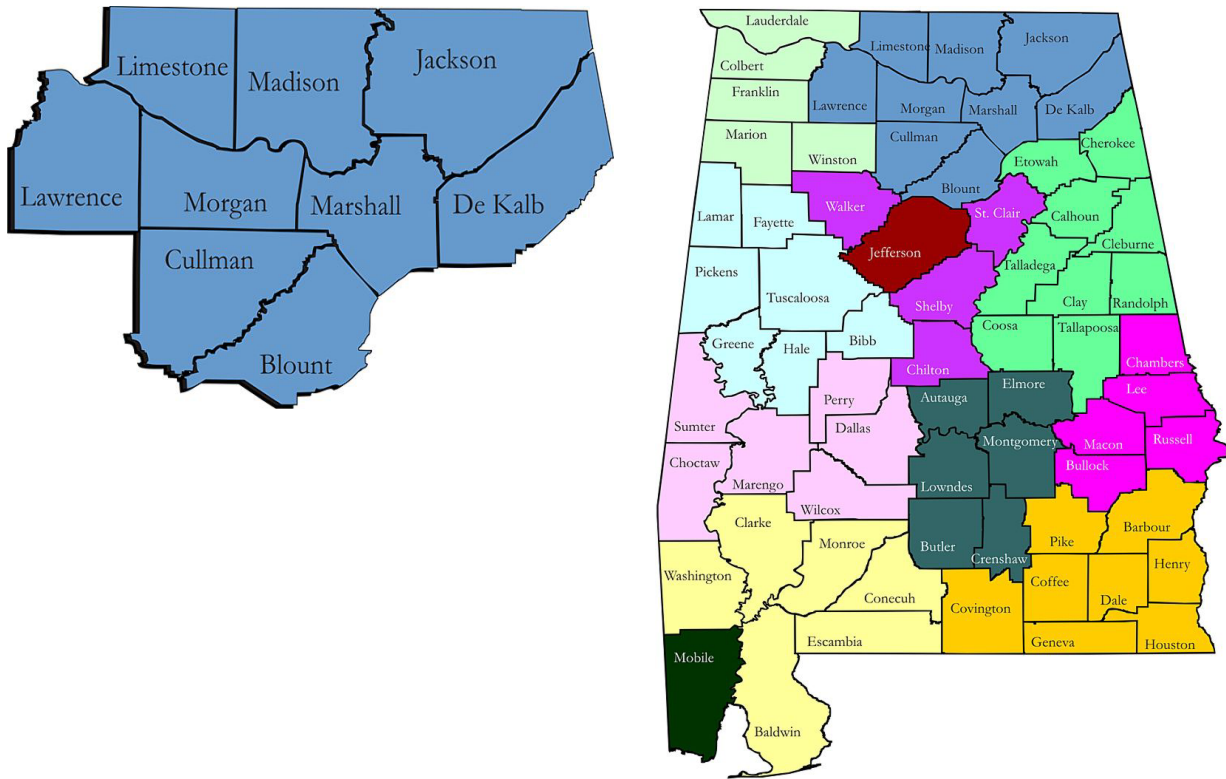 Limestone
Madison
Jackson
Lawrence
Morgan
Marshall
De Kalb
Cullman
Blount
Lauderdale
Limestone
Madison
Jackson
Colbert
Franklin
Lawrence
Morgan
Marshall
De Kalb
Marion
Cullman
Winston
Etowah
Cherokee
Blount
Walker
St. Clair
Lamar
Fayette
Calhoun
Jefferson
Cleburne
Talladega
Pickens
Tuscaloosa
Shelby
Clay
Randolph
Coosa
Tallapoosa
Greene
Hale
Bibb
Chilton
Chambers
Elmore
Lee
Autauga
Perry
Sumter
Dallas
Montgomery
Macon
Russell
Choctaw
Bullock
Marengo
Lowndes
Wilcox
Clarke
Barbour
Monroe
Butler
Pike
Crenshaw
Henry
Washington
Conecuh
Coffee
Covington
Dale
Escambia
Geneva
Houston
Mobile
Baldwin